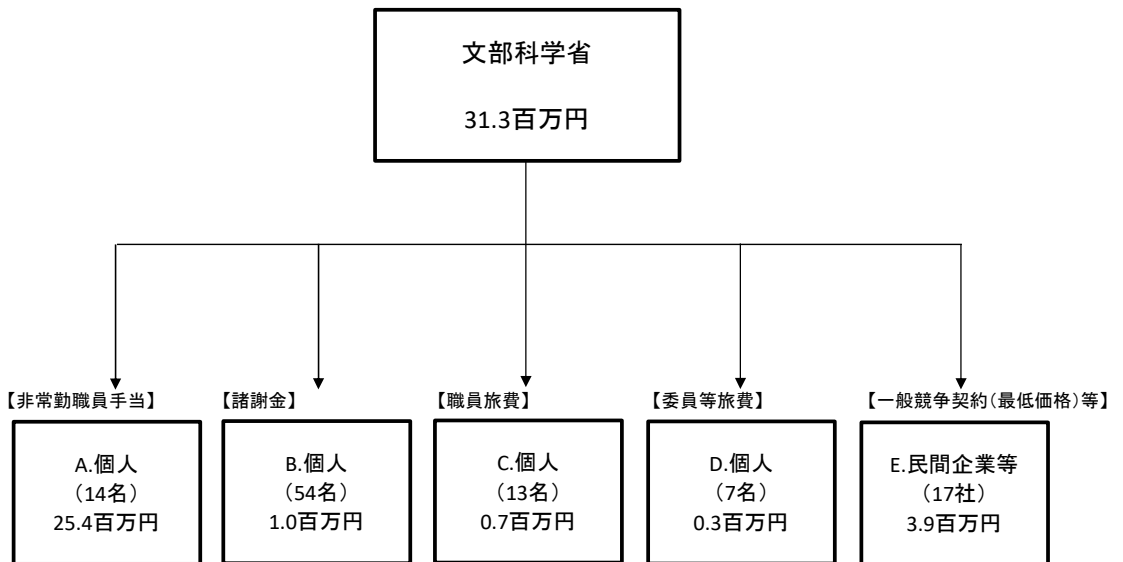 文部科学省
31.3百万円
【非常勤職員手当】
【諸謝金】
【職員旅費】
【委員等旅費】
【一般競争契約（最低価格）等】
A.個人
（14名）
25.4百万円
B.個人
（54名）
1.0百万円
C.個人
（13名）
0.7百万円
D.個人
（7名）
0.3百万円
E.民間企業等
（17社）
3.9百万円